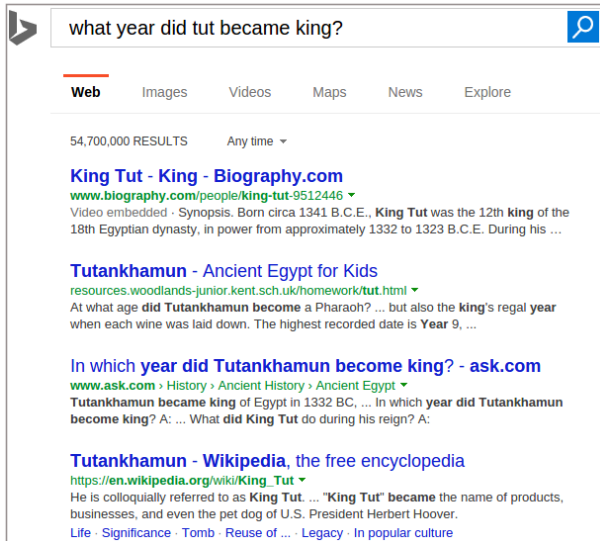 what year did tut became king?
Web Images Videos Maps News Explore
54,700,000 RESULTS Any time
King Tut - King - Biography.com
www.biography.com/people/king-tut-9512446
Video embedded · Synopsis. Born circa 1341 B.C.E., King Tut was the 12th king of the
18th Egyptian dynasty, in power from approximately 1332 to 1323 B.C.E. During his ...
Tutankhamun - Ancient Egypt for Kids
resources.woodlands-junior.kent.sch.uk/homework/tut.html
At what age did Tutankhamun become a Pharaoh? ... but also the king's regal year
when each wine was laid down. The highest recorded date is Year 9, ...
In which year did Tutankhamun become king? - ask.com
www.ask.com › History › Ancient History › Ancient Egypt
Tutankhamun became king of Egypt in 1332 BC, ... In which year did Tutankhamun
become king? A: ... What did King Tut do during his reign? A:
Tutankhamun - Wikipedia, the free encyclopedia
https://en.wikipedia.org/wiki/King_Tut
He is colloquially referred to as King Tut. ... "King Tut" became the name of products,
businesses, and even the pet dog of U.S. President Herbert Hoover.
Life · Significance · Tomb · Reuse of ... · Legacy · In popular culture